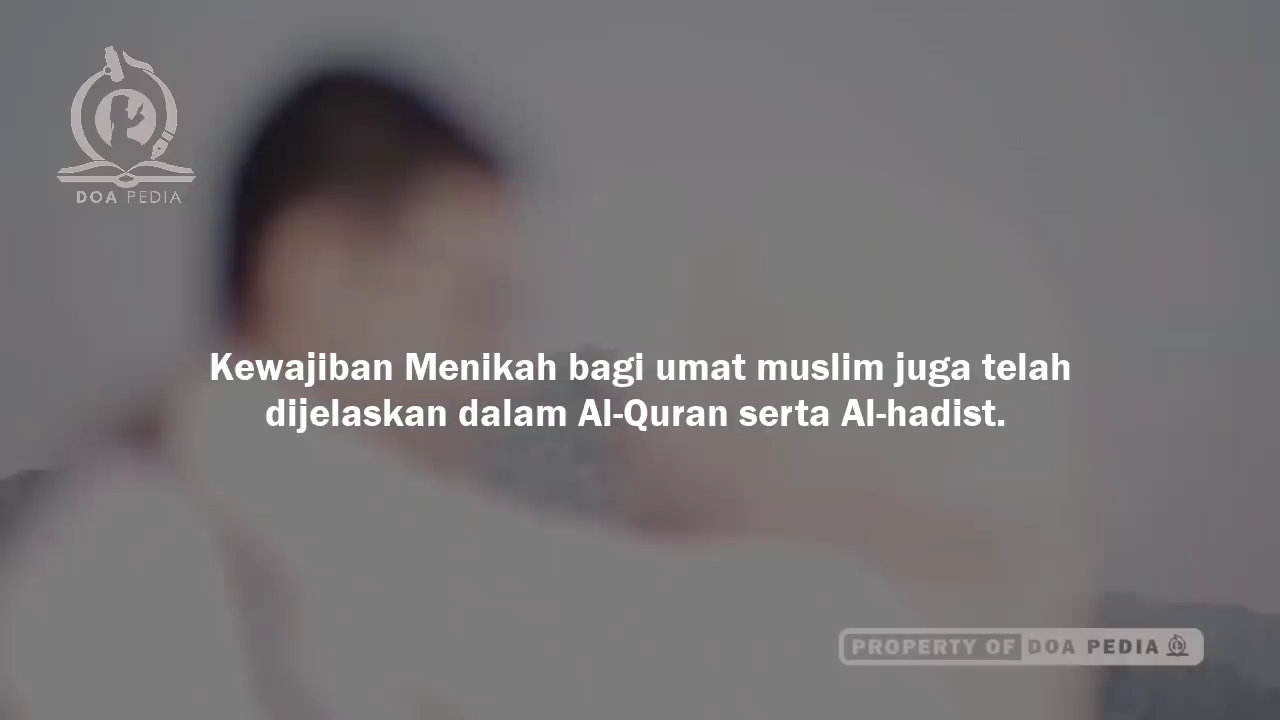 DOA PEDIA
Kewajiban Menikah bagi umat muslim juga telah
dijelaskan dalam Al-Quran serta Al-hadist.
PROPERTY OF DOA PEDIA